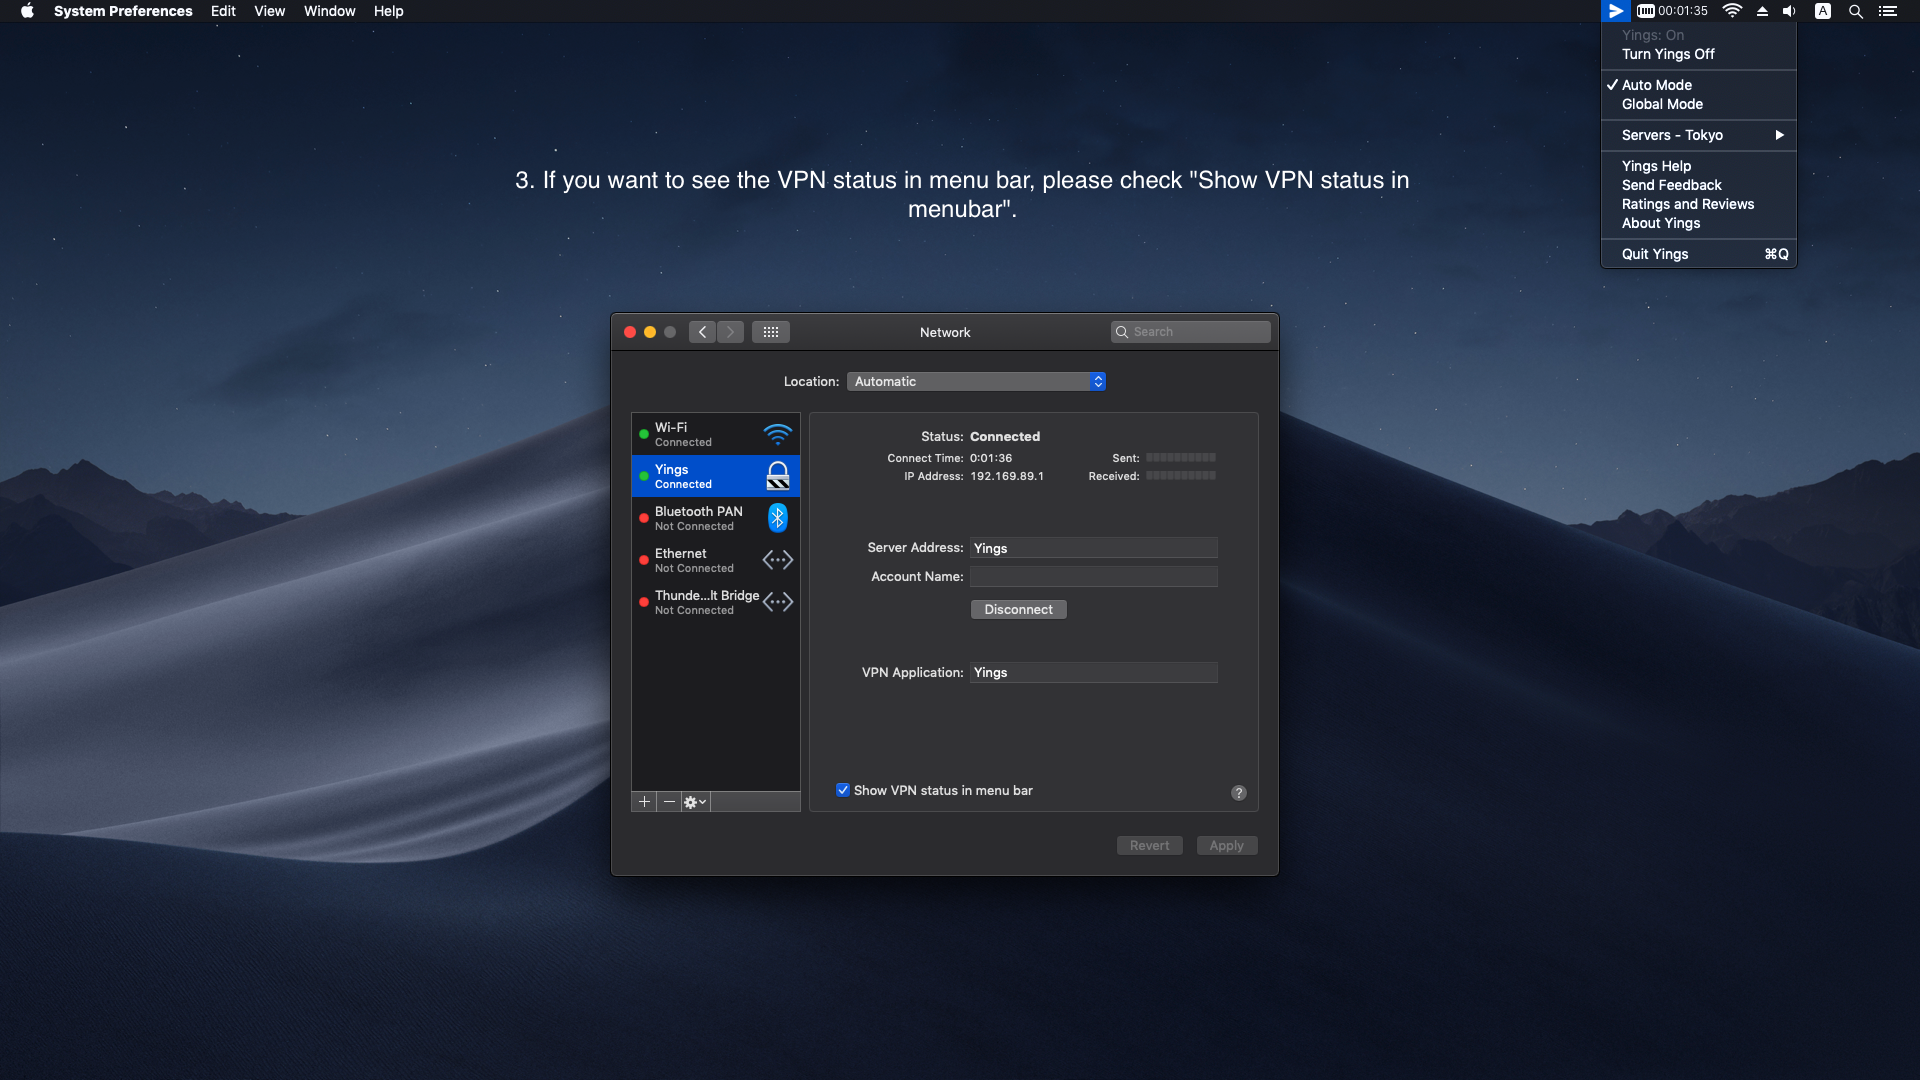 System Preferences Edit View Window Help
00:01:35 A
Yings: On
Turn Yings Off
✓ Auto Mode
Global Mode
Servers - Tokyo ▶
Yings Help
Send Feedback
Ratings and Reviews
About Yings
Quit Yings ⌘Q
3. If you want to see the VPN status in menu bar, please check "Show VPN status in
menubar".
Network
Search
Location: Automatic
Wi-Fi
Connected
Yings
Connected
Bluetooth PAN
Not Connected
Ethernet
Not Connected
Thunde...lt Bridge
Not Connected
Status: Connected
Connect Time: 0:01:36 Sent:
IP Address: 192.169.89.1 Received:
Server Address: Yings
Account Name:
Disconnect
VPN Application: Yings
Show VPN status in menu bar
?
Revert Apply